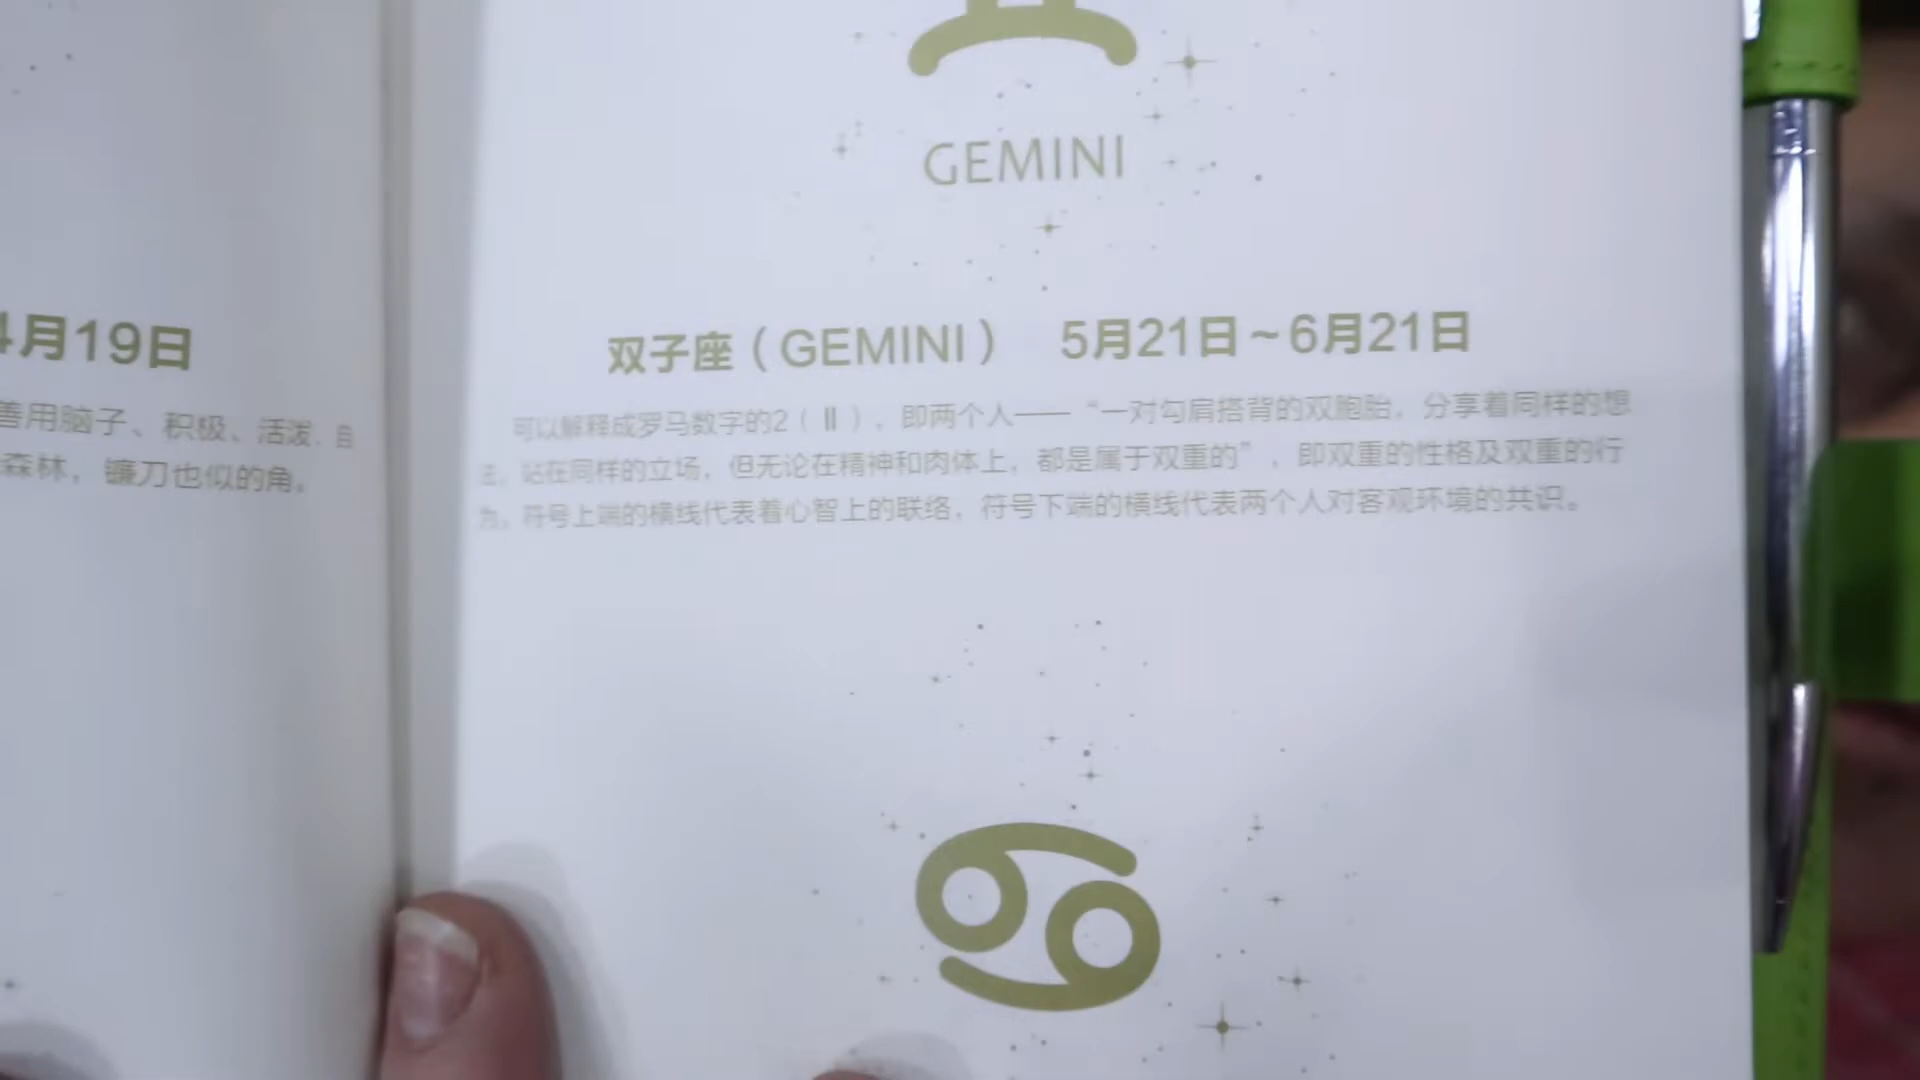 4月19日
善用脑子、积极、活泼、自
森林，镰刀也似的角。
GEMINI
双子座（GEMINI） 5月21日～6月21日
可以解释成罗马数字的2（Ⅱ），即两个人——“一对勾肩搭背的双胞胎，分享着同样的想
法，站在同样的立场，但无论在精神和肉体上，都是属于双重的”，即双重的性格及双重的行
为。符号上端的横线代表着心智上的联络，符号下端的横线代表两个人对客观环境的共识。